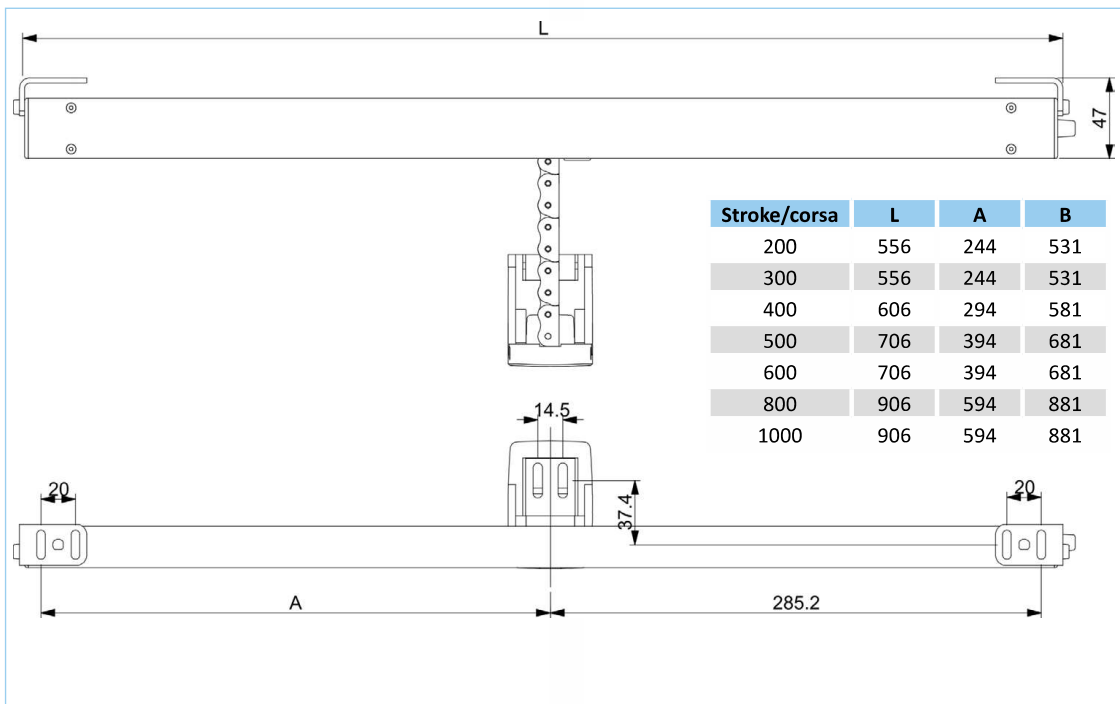 L
47
Stroke/corsa L A B
200 556 244 531
300 556 244 531
400 606 294 581
500 706 394 681
600 706 394 681
800 906 594 881
1000 906 594 881
14.5
20
37.4
20
A
285.2